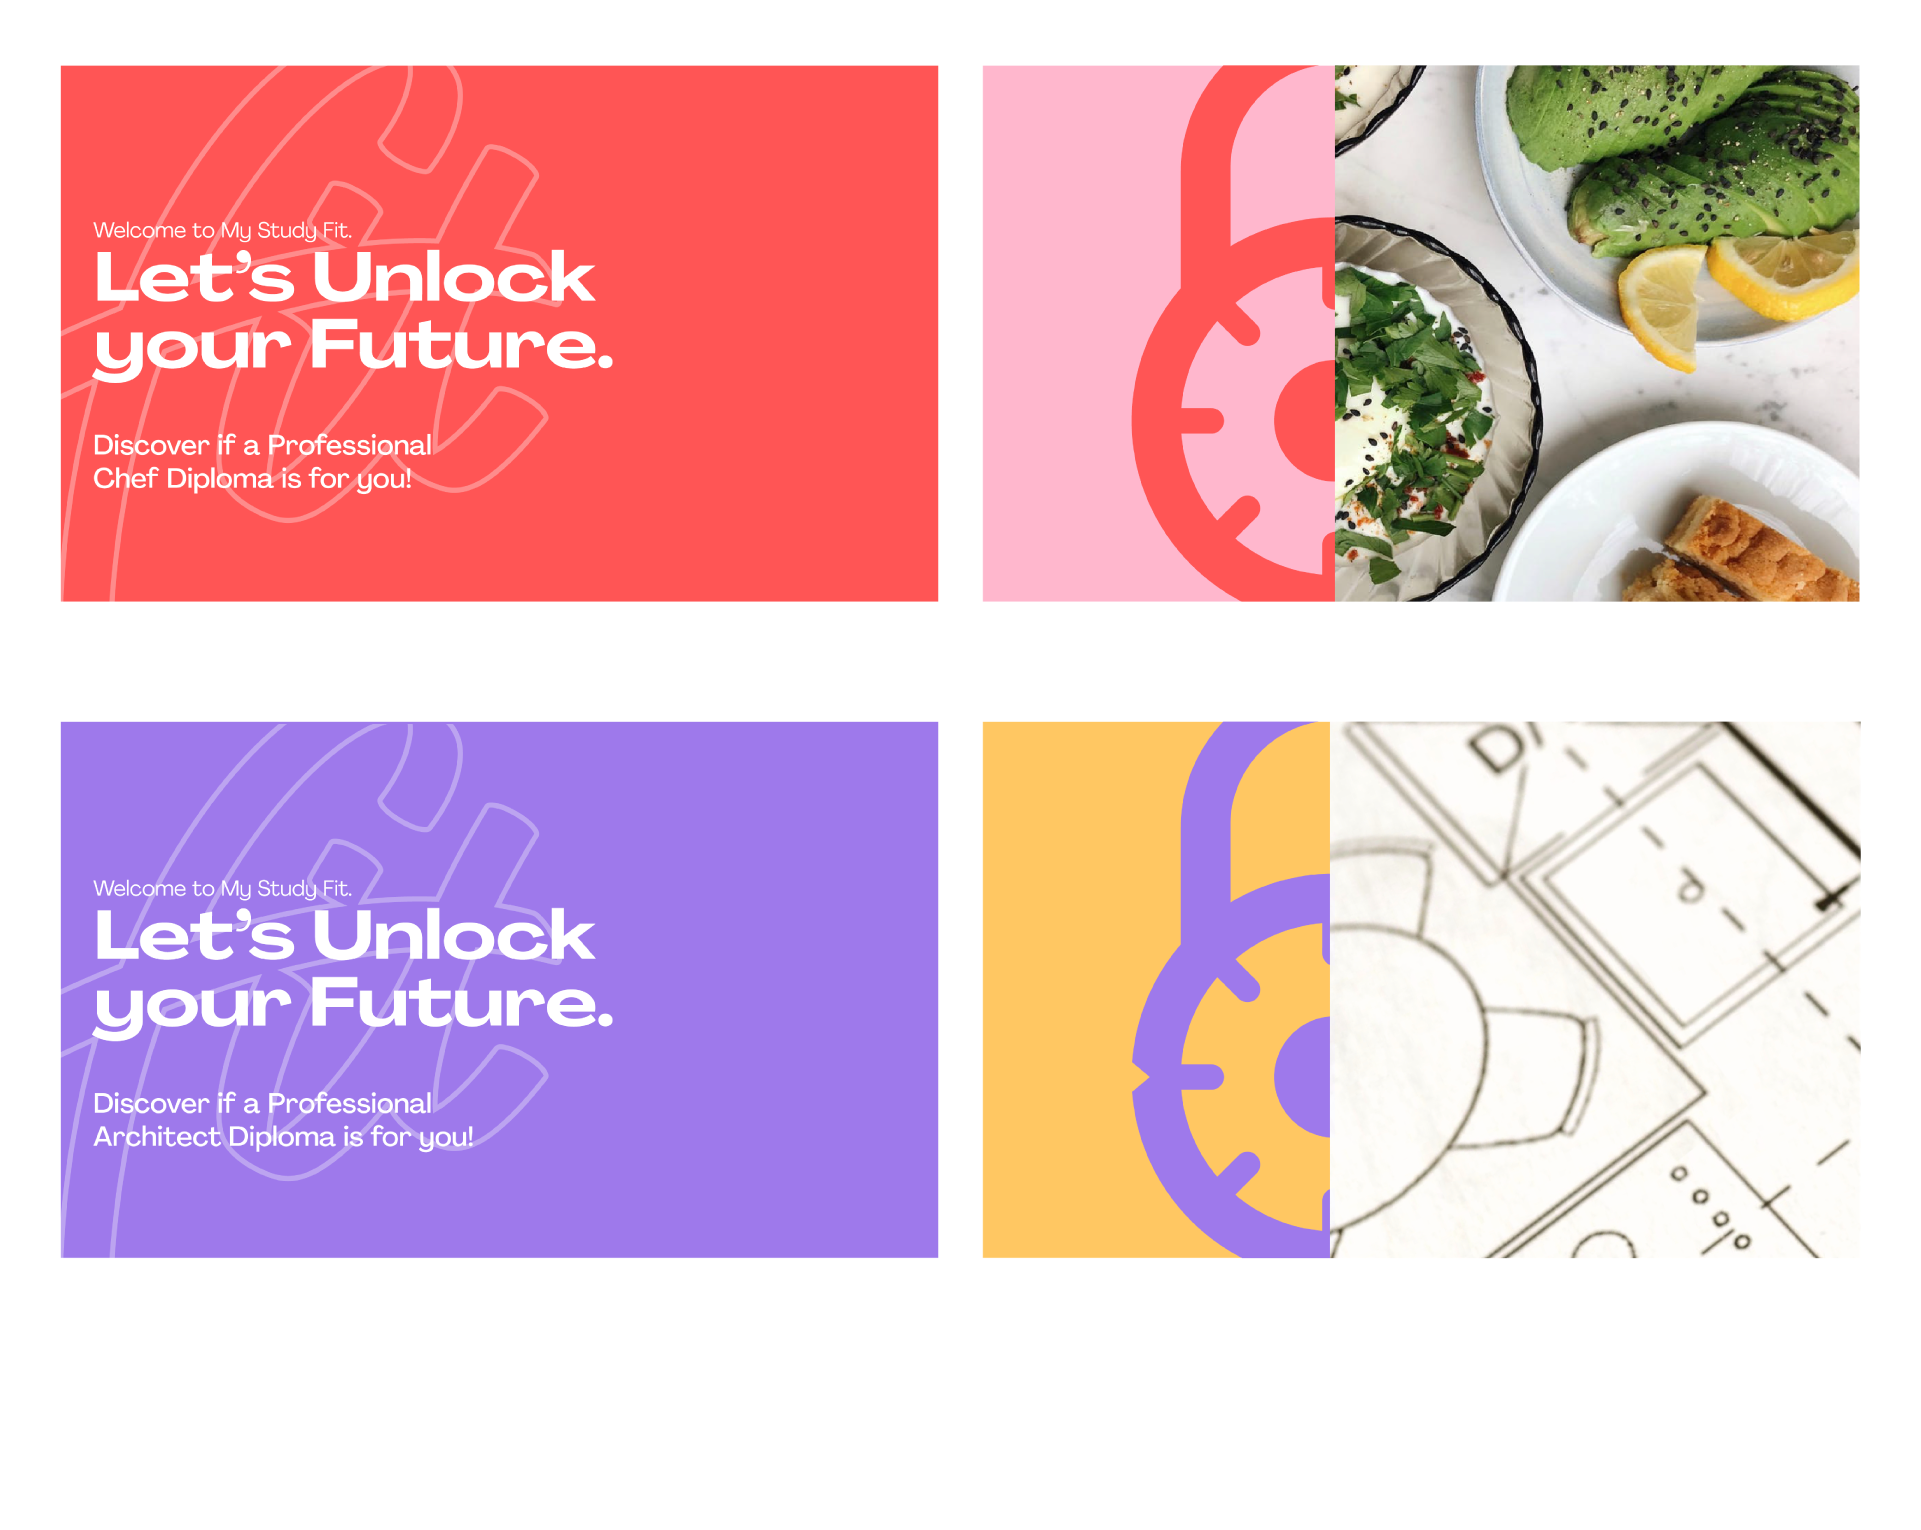 Welcome to My Study Fit.
Let’s Unlock
your Future.
Discover if a Professional
Chef Diploma is for you!
Welcome to My Study Fit.
Let’s Unlock
your Future.
Discover if a Professional
Architect Diploma is for you!
D